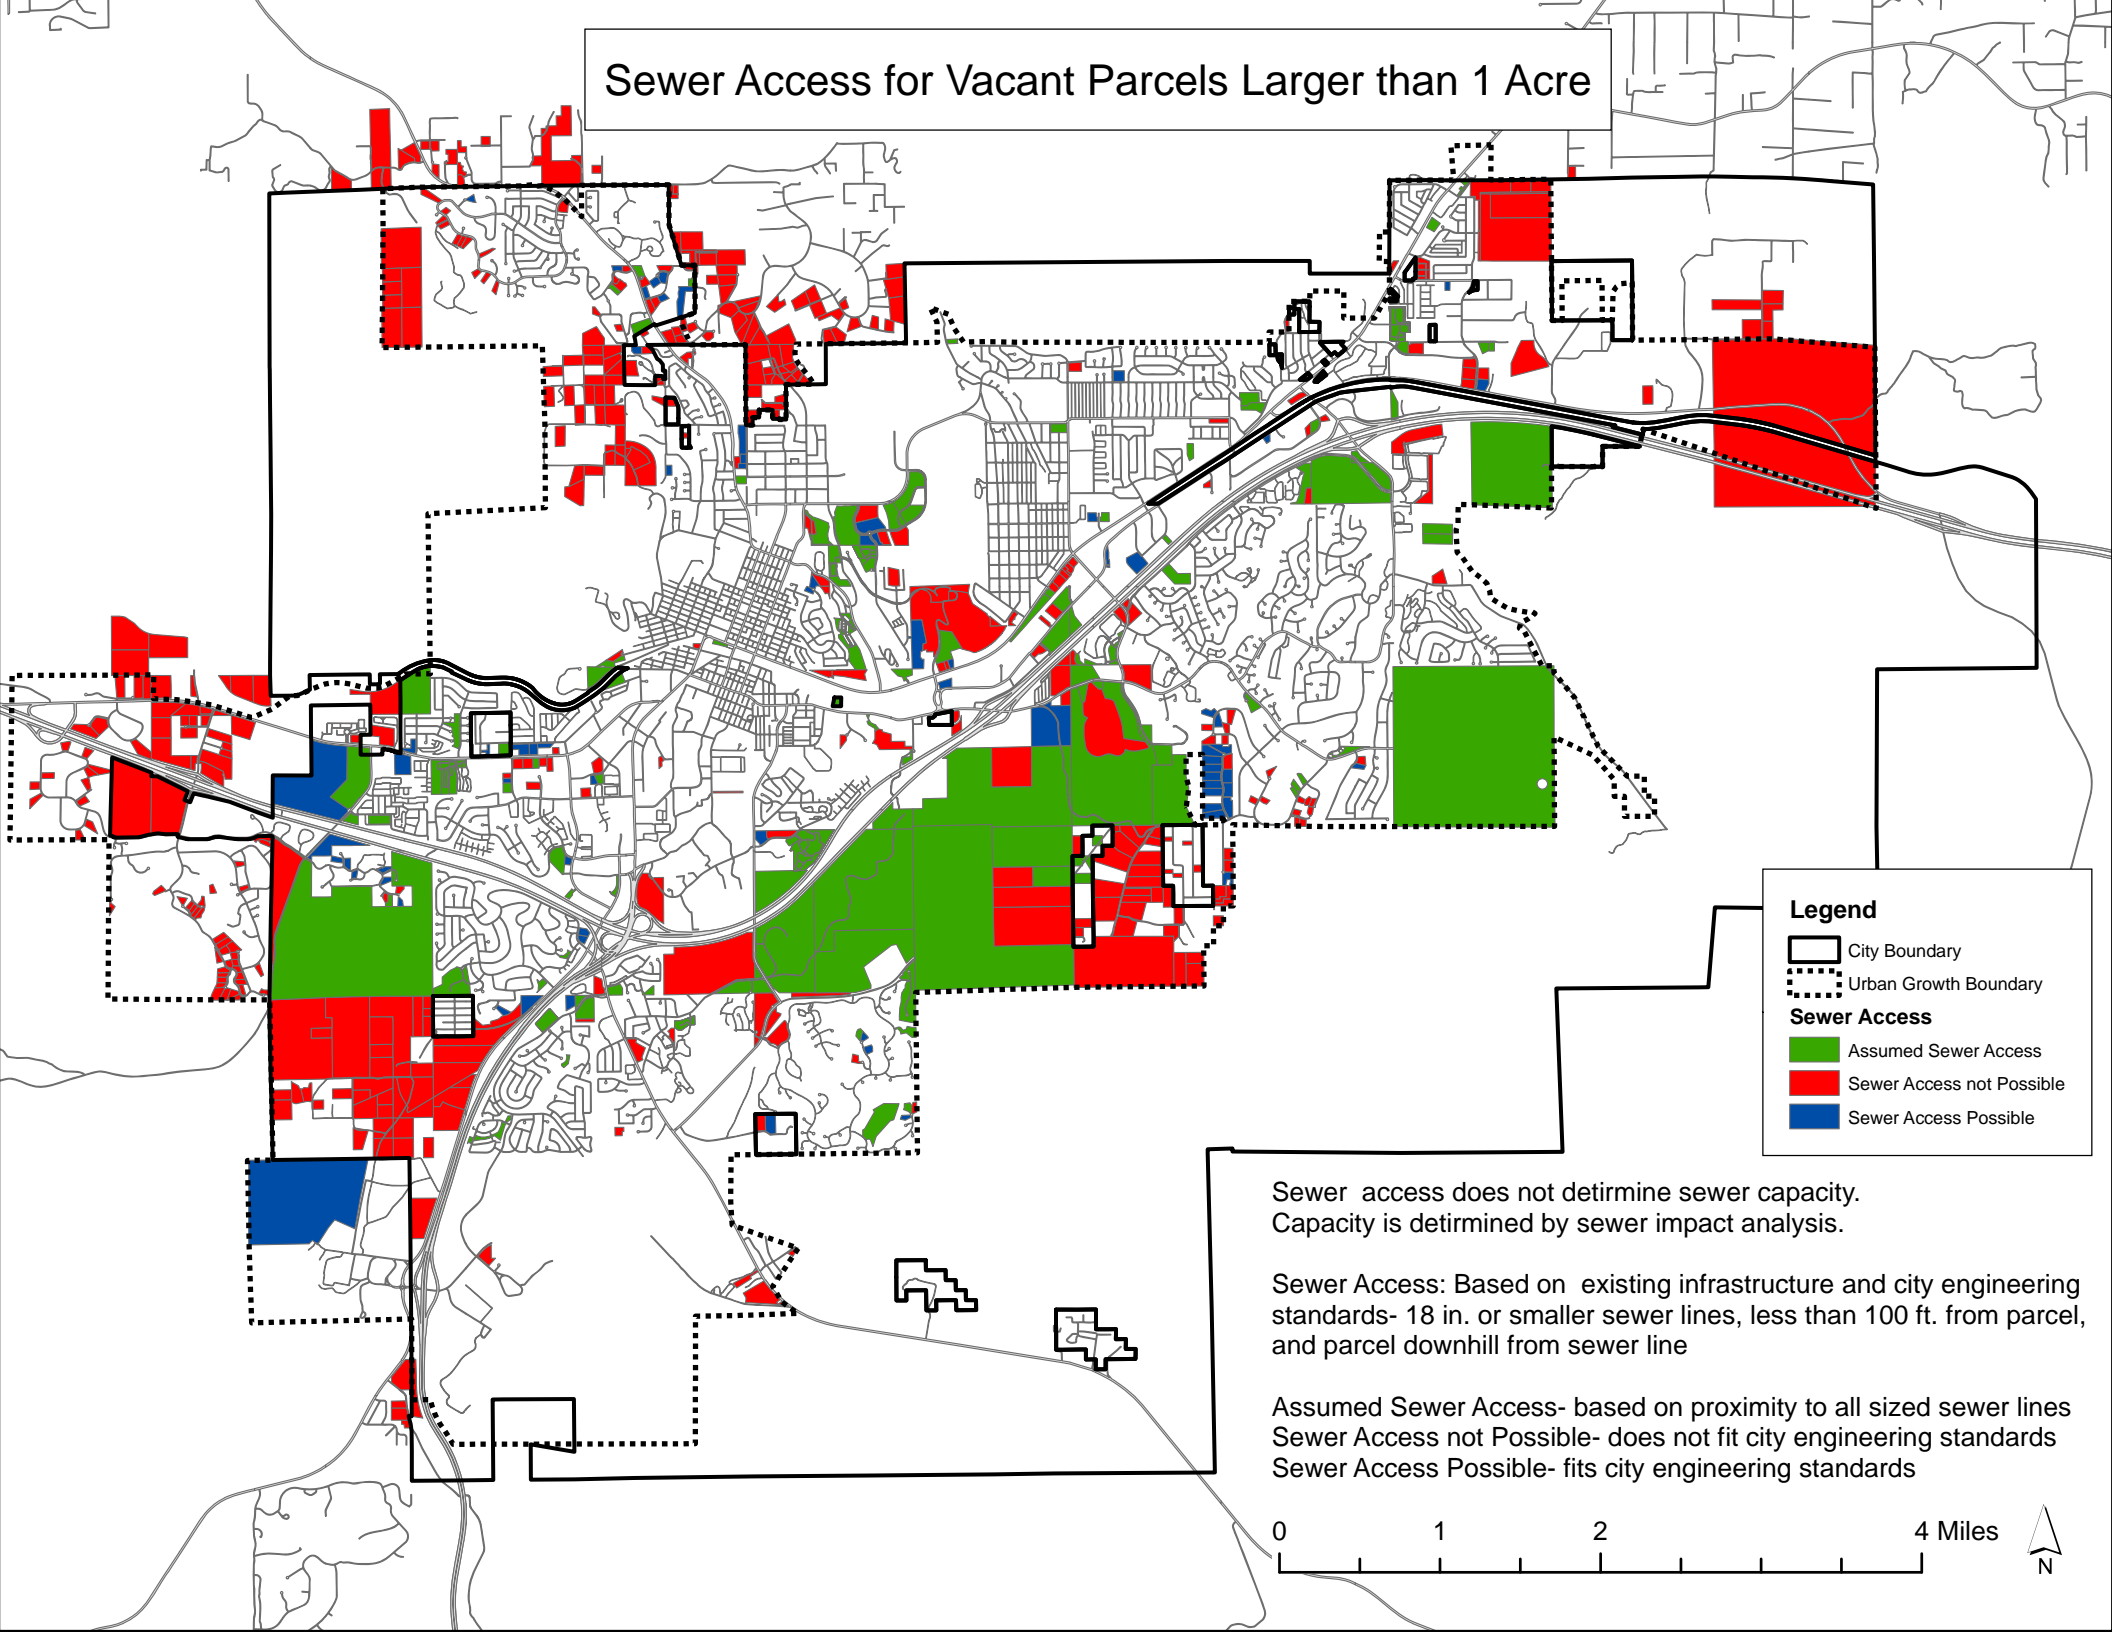 Sewer Access for Vacant Parcels Larger than 1 Acre
Legend
City Boundary
Urban Growth Boundary
Sewer Access
Assumed Sewer Access
Sewer Access not Possible
Sewer Access Possible
Sewer  access does not detirmine sewer capacity.
Capacity is detirmined by sewer impact analysis.
Sewer Access: Based on  existing infrastructure and city engineering
standards- 18 in. or smaller sewer lines, less than 100 ft. from parcel,
and parcel downhill from sewer line
Assumed Sewer Access- based on proximity to all sized sewer lines
Sewer Access not Possible- does not fit city engineering standards
Sewer Access Possible- fits city engineering standards
0 1 2 4 Miles
N